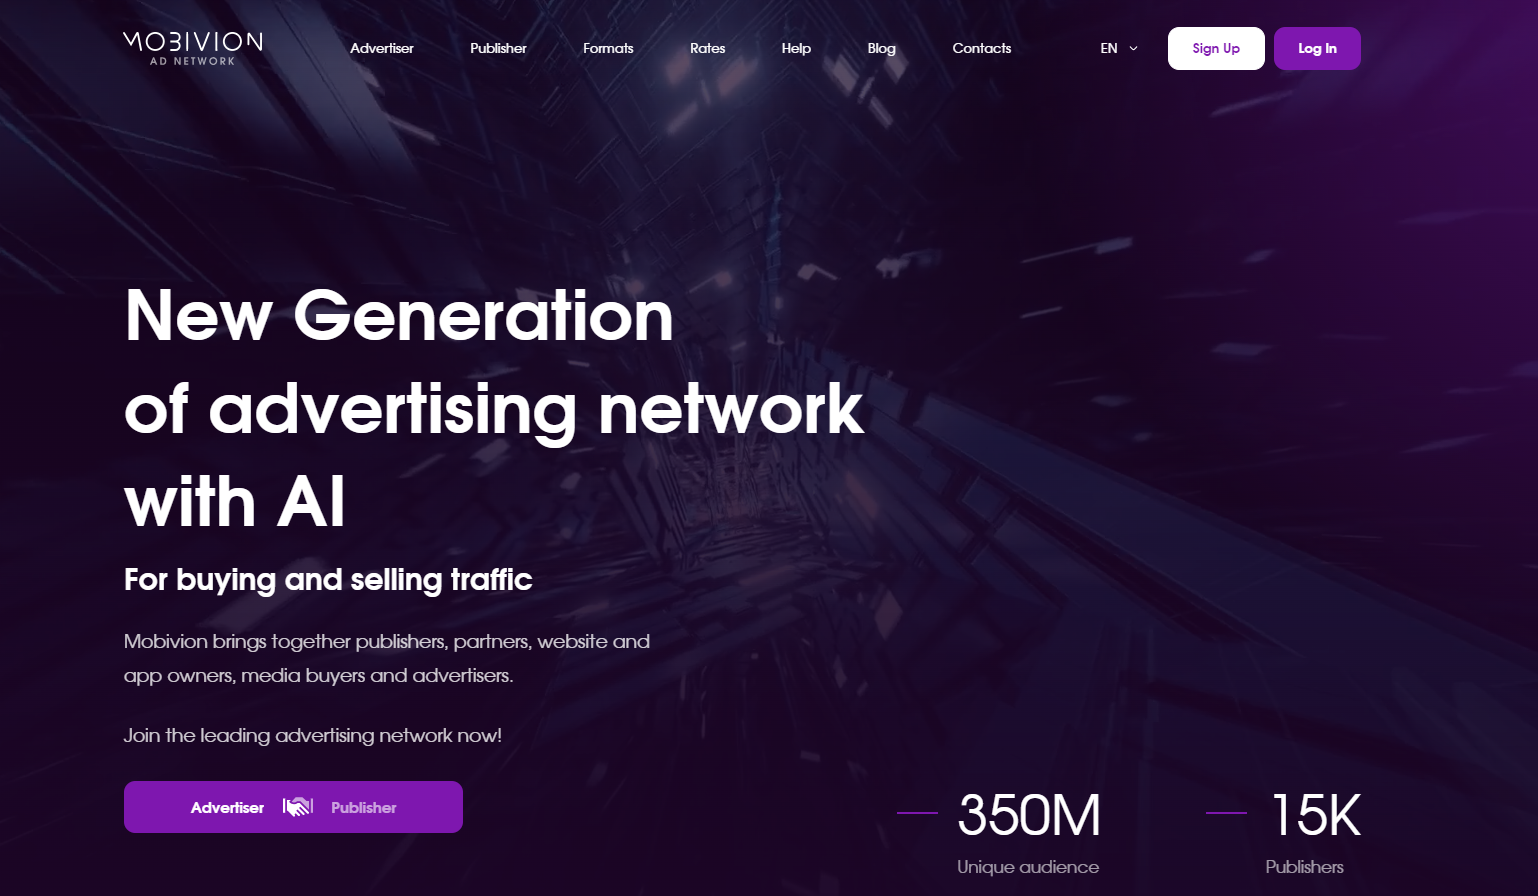 MOBIVION
AD NETWORK
Advertiser
Publisher
Formats
Rates
Help
Blog
Contacts
EN
Sign Up
Log In
New Generation
of advertising network
with AI
For buying and selling traffic
Mobivion brings together publishers, partners, website and
app owners, media buyers and advertisers.
Join the leading advertising network now!
Advertiser
Publisher
350M
Unique audience
15K
Publishers